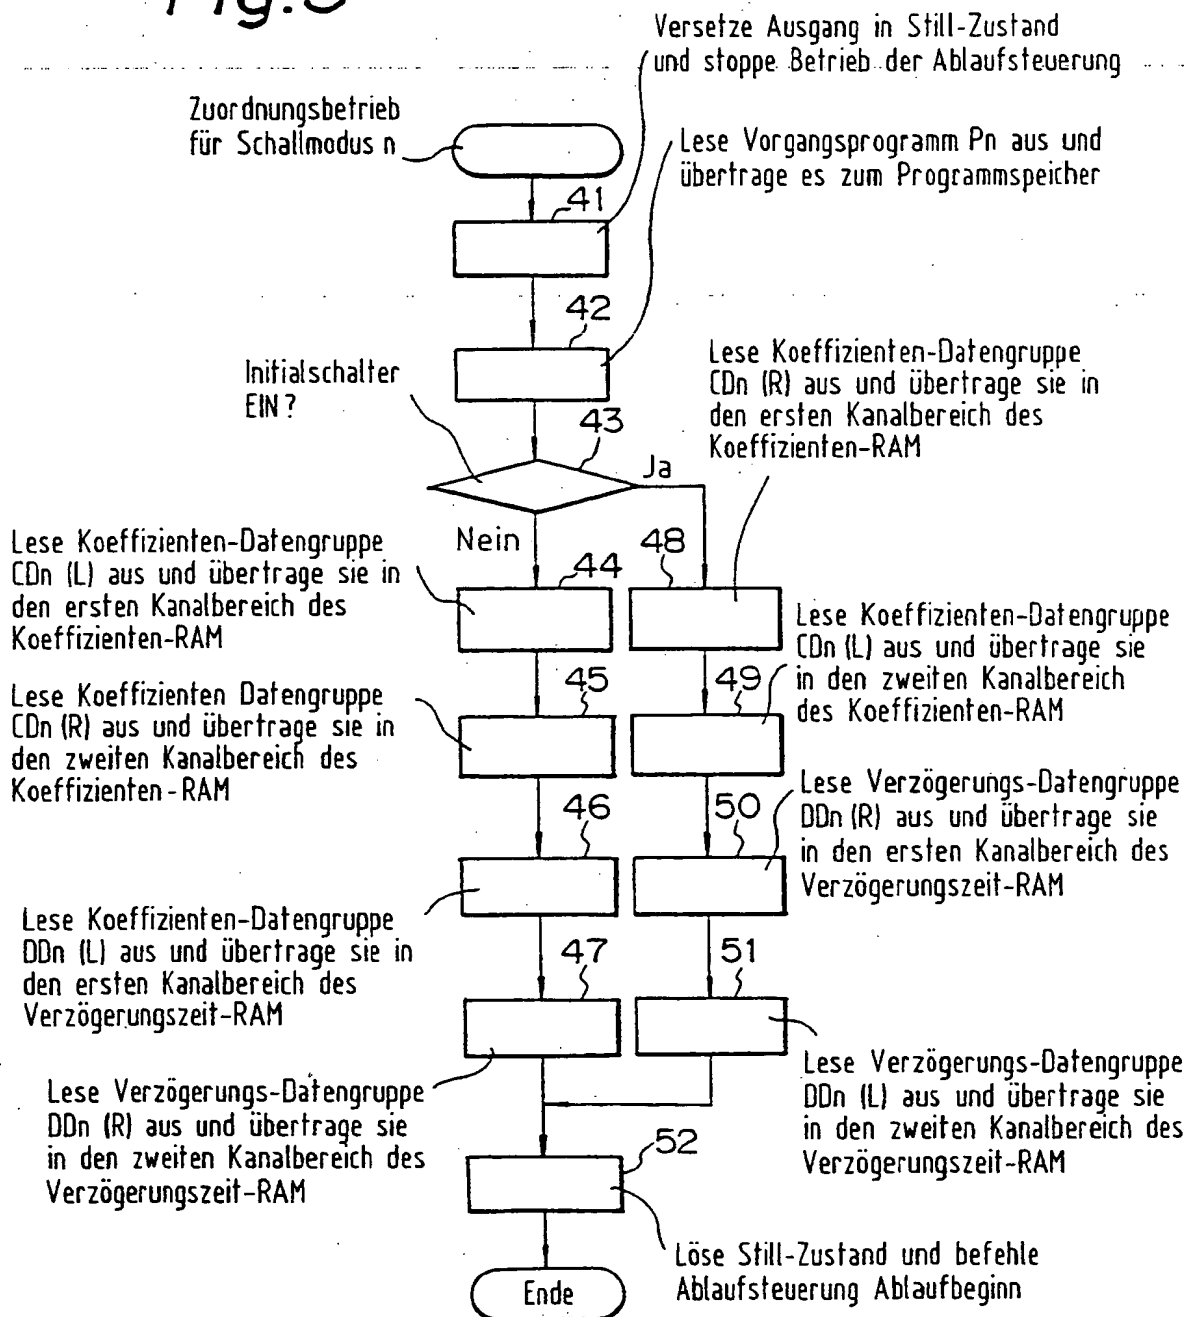 Versetze Ausgang in Still-Zustand
und stoppe Betrieb der Ablaufsteuerung
Zuordnungsbetrieb
für Schallmodus n
Lese Vorgangsprogramm Pn aus und
übertrage es zum Programmspeicher
41
42
Initialschalter
EIN?
43
Lese Koeffizienten-Datengruppe
CDn (R) aus und übertrage sie in
den ersten Kanalbereich des
Koeffizienten-RAM
Ja
Nein
Lese Koeffizienten-Datengruppe
CDn (L) aus und übertrage sie in
den ersten Kanalbereich des
Koeffizienten-RAM
44
48
Lese Koeffizienten-Datengruppe
CDn (L) aus und übertrage sie
in den zweiten Kanalbereich
des Koeffizienten-RAM
Lese Koeffizienten Datengruppe
CDn (R) aus und übertrage sie in
den zweiten Kanalbereich des
Koeffizienten-RAM
45
49
Lese Verzögerungs-Datengruppe
DDn (R) aus und übertrage sie
in den ersten Kanalbereich des
Verzögerungszeit-RAM
46
50
Lese Koeffizienten-Datengruppe
DDn (L) aus und übertrage sie in
den ersten Kanalbereich des
Verzögerungszeit-RAM
47
51
Lese Verzögerungs-Datengruppe
DDn (L) aus und übertrage sie
in den zweiten Kanalbereich des
Verzögerungszeit-RAM
Lese Verzögerungs-Datengruppe
DDn (R) aus und übertrage sie
in den zweiten Kanalbereich des
Verzögerungszeit-RAM
52
Löse Still-Zustand und befehle
Ablaufsteuerung Ablaufbeginn
Ende